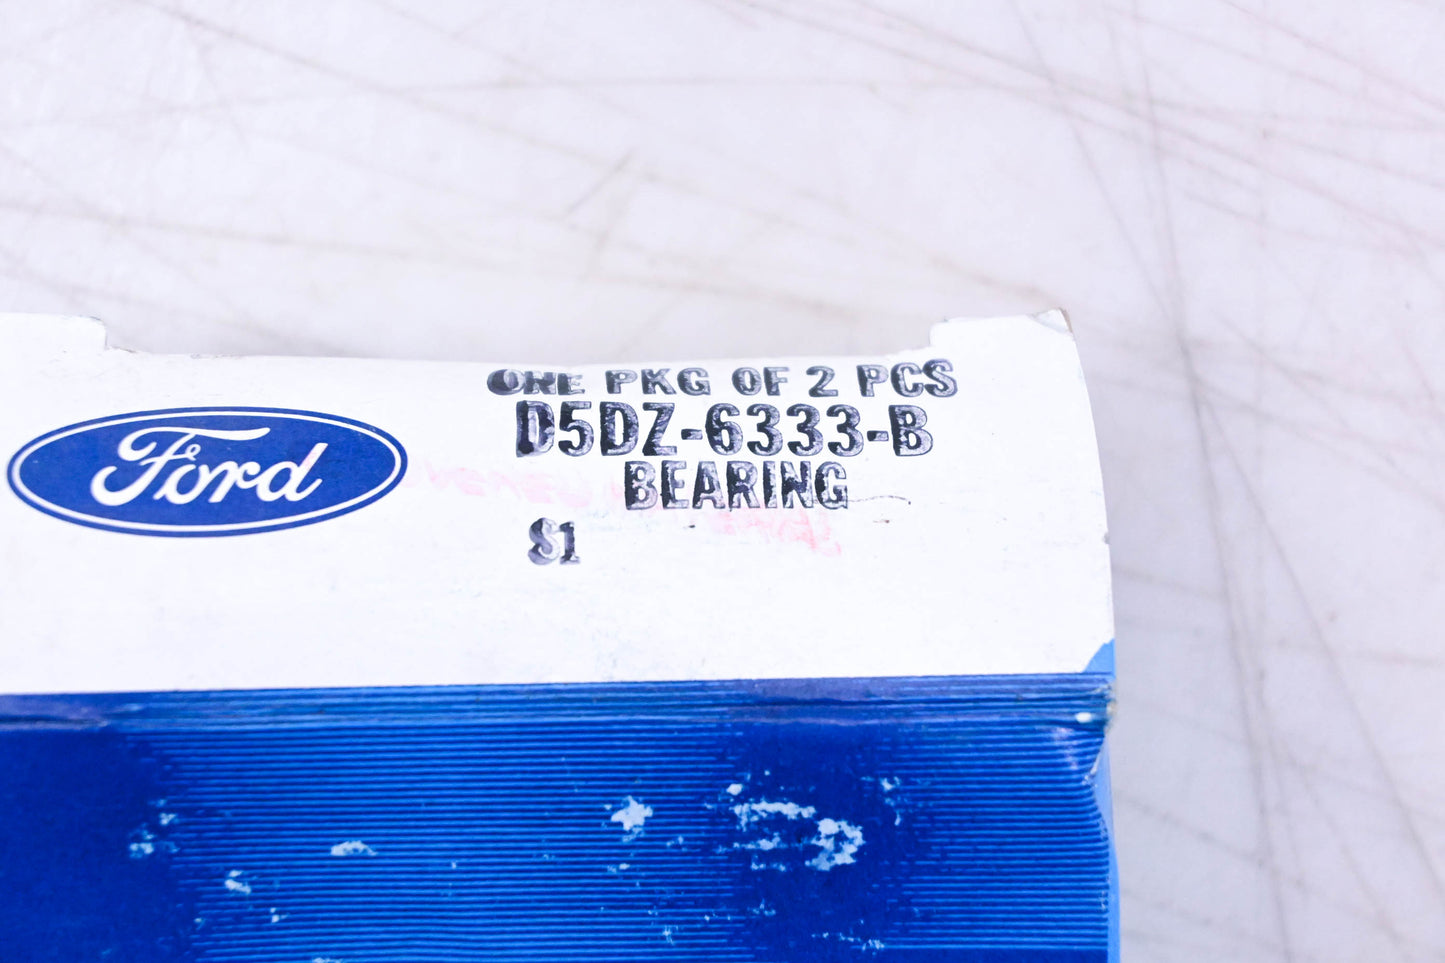 Ford
ONE PKG OF 2 PCS
D5DZ-6333-B
BEARING
S1